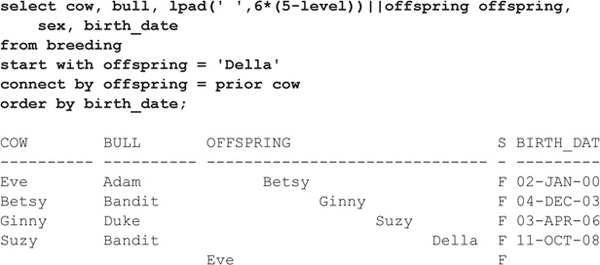 select cow, bull, lpad(' ',6*(5-level))||offspring offspring,
    sex, birth_date
from breeding
start with offspring = 'Della'
connect by offspring = prior cow
order by birth_date;
COW        BULL       OFFSPRING                      S BIRTH_DAT
---------- ---------- ------------------------------ - ---------
Eve        Adam             Betsy                    F 02-JAN-00
Betsy      Bandit                 Ginny              F 04-DEC-03
Ginny      Duke                         Suzy         F 03-APR-06
Suzy       Bandit                             Della  F 11-OCT-08
                      Eve                            F